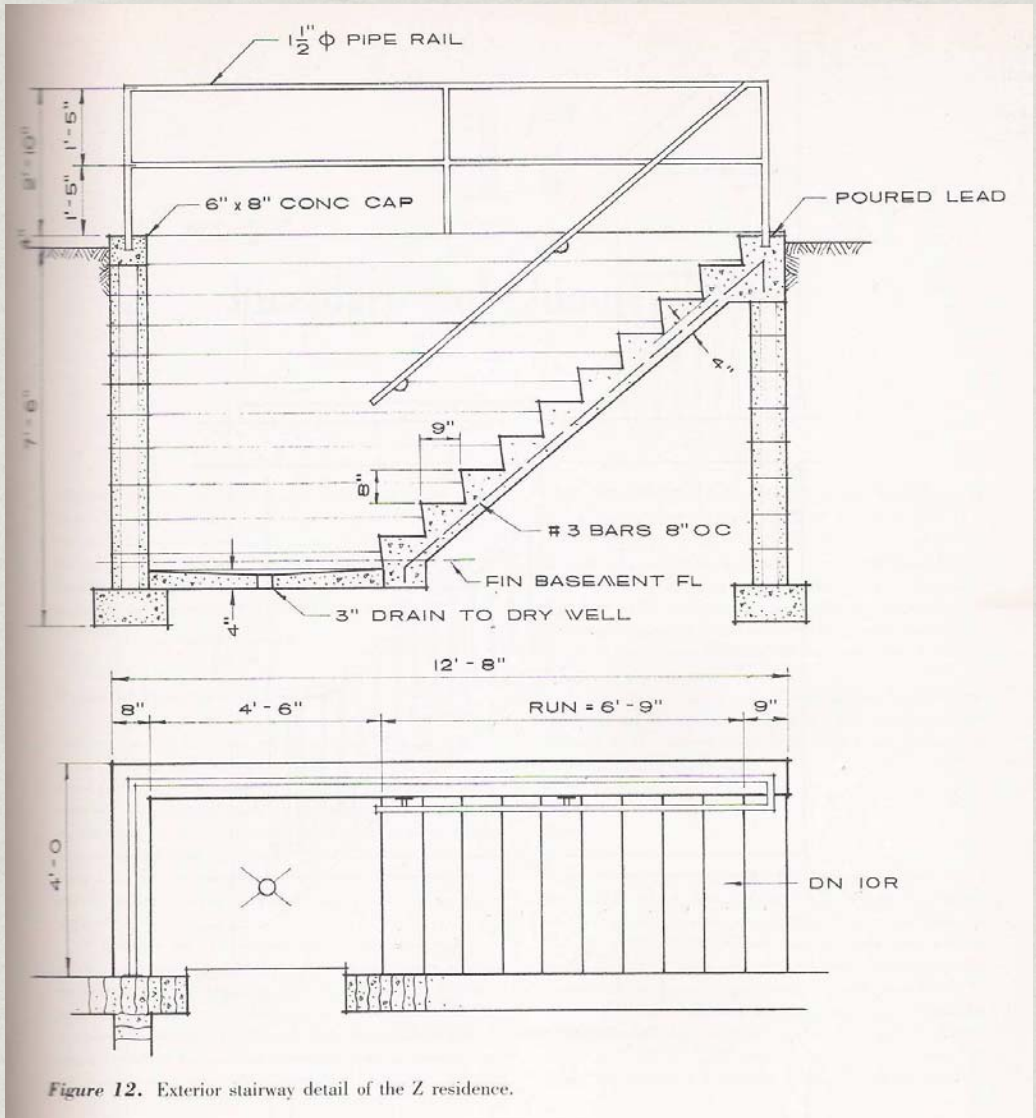 1 1/2" ϕ PIPE RAIL
1'-5"
2'-10"
1'-5"
6" x 8" CONC CAP
POURED LEAD
4"
7'-6"
9"
8"
#3 BARS 8" OC
FIN BASEMENT FL
3" DRAIN TO DRY WELL
4"
12'-8"
8"
4'-6"
RUN = 6'-9"
9"
4'-0
DN 10R
Figure 12. Exterior stairway detail of the Z residence.